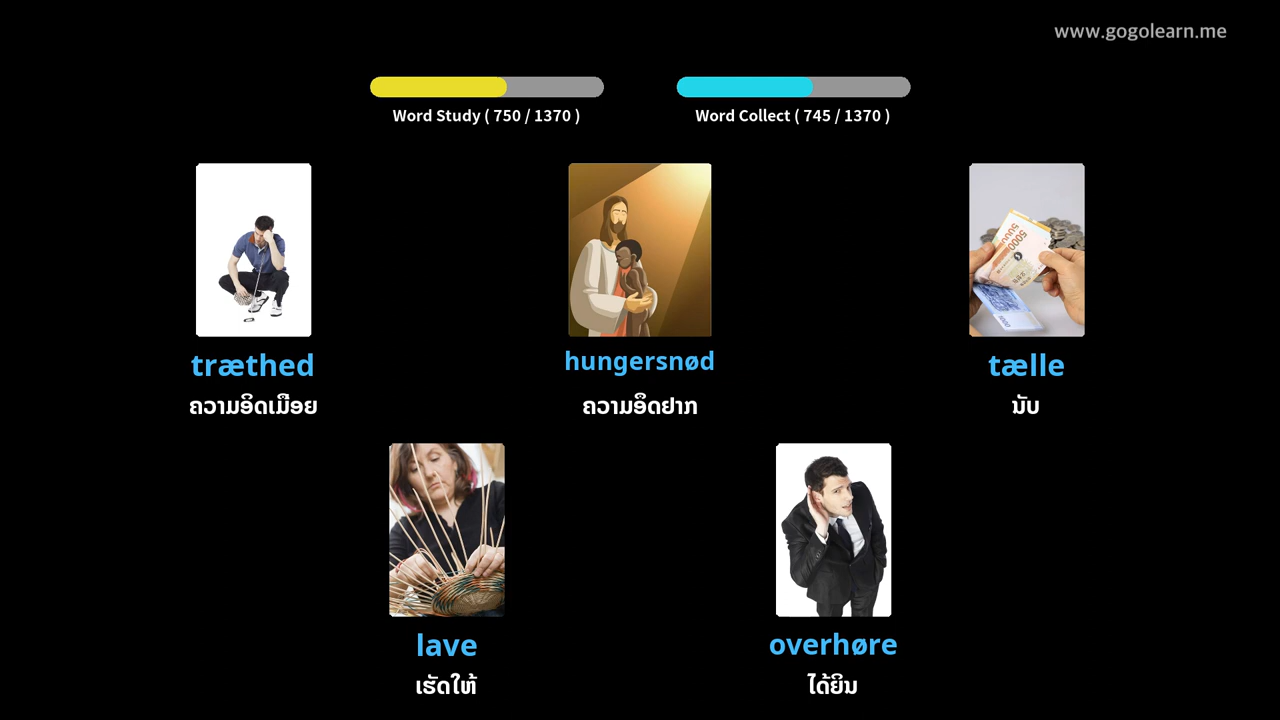 www.gogolearn.me
Word Study ( 750 / 1370 )
Word Collect ( 745 / 1370 )
træthed
ຄວາມອິດເມື່ອຍ
hungersnød
ຄວາມອຶດຢາກ
tælle
ນັບ
lave
ເຮັດໃຫ້
overhøre
ໄດ້ຍິນ